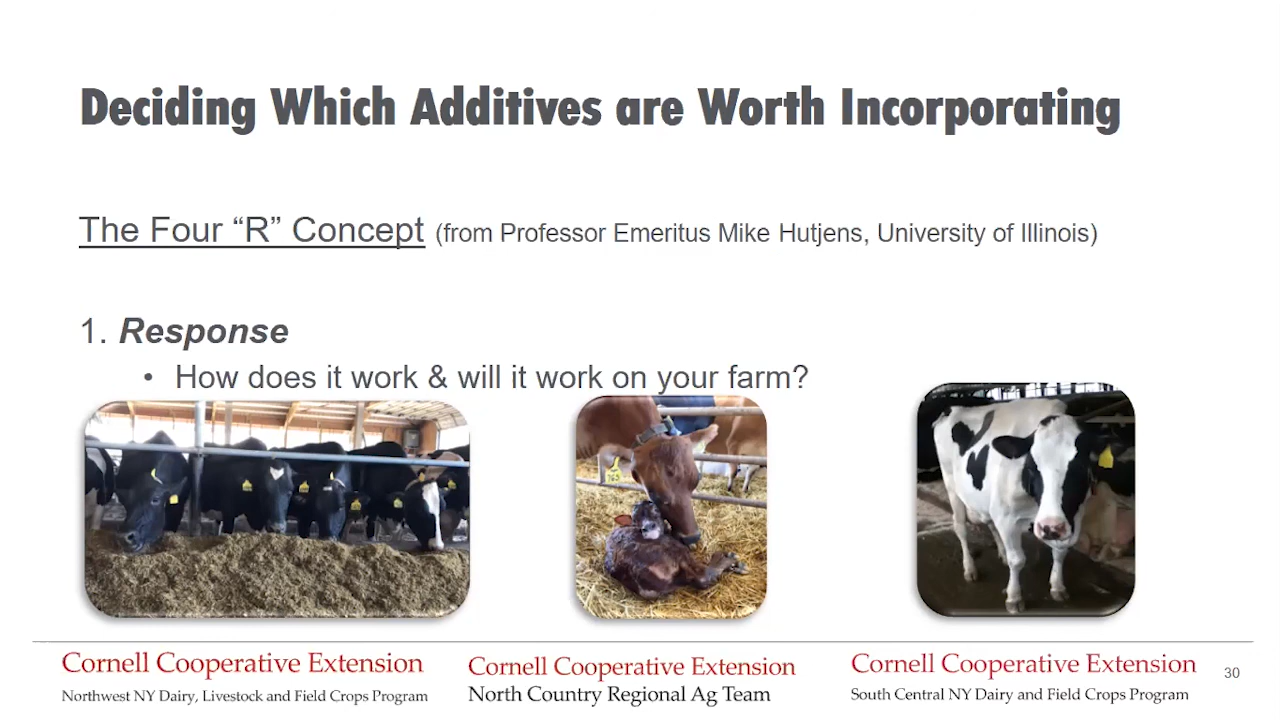 Deciding Which Additives are Worth Incorporating
The Four “R” Concept (from Professor Emeritus Mike Hutjens, University of Illinois)
1. Response
• How does it work & will it work on your farm?
Cornell Cooperative Extension
Northwest NY Dairy, Livestock and Field Crops Program
Cornell Cooperative Extension
North Country Regional Ag Team
Cornell Cooperative Extension
South Central NY Dairy and Field Crops Program
30